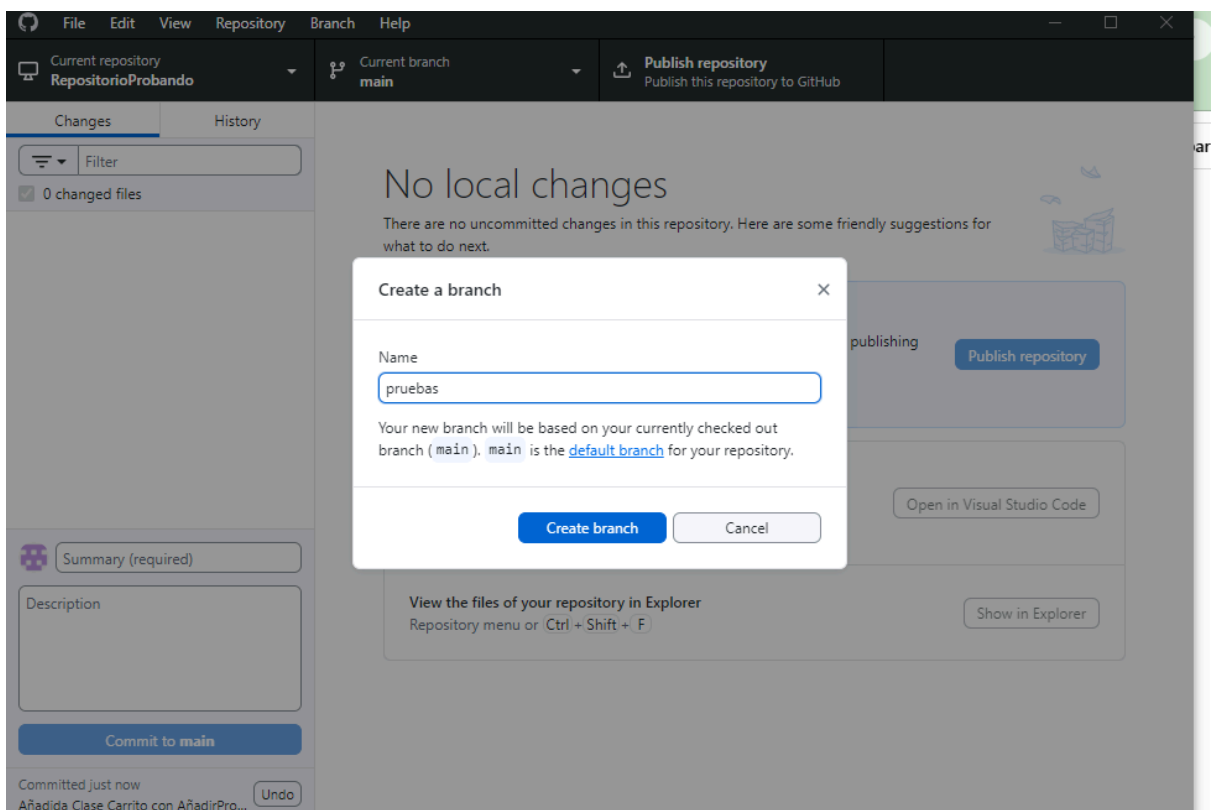 File Edit View Repository Branch Help
Current repository
RepositorioProbando
Current branch
main
Publish repository
Publish this repository to GitHub
Changes History
Filter
0 changed files
No local changes
There are no uncommitted changes in this repository. Here are some friendly suggestions for
what to do next.
Create a branch
publishing
Publish repository
Name
pruebas
Your new branch will be based on your currently checked out
branch (main). main is the default branch for your repository.
Create branch Cancel
Open in Visual Studio Code
Summary (required)
Description
View the files of your repository in Explorer
Repository menu or Ctrl + Shift + F
Show in Explorer
Commit to main
Committed just now
Añadida Clase Carrito con AñadirPro...
Undo